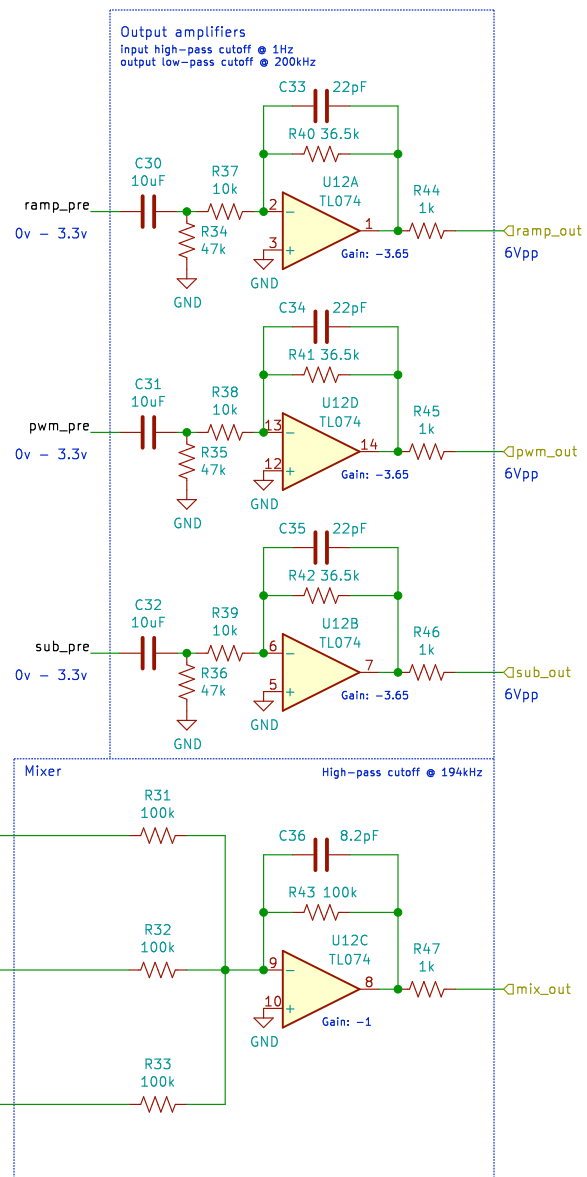 Output amplifiers
input high-pass cutoff @ 1Hz
output low-pass cutoff @ 200kHz
C33 22pF
R40 36.5k
C30
10uF
R37
10k
U12A
TL074
R44
1k
ramp_pre
2
1
ramp_out
0v - 3.3v
R34
47k
3
Gain: -3.65
6Vpp
GND
GND
C34 22pF
R41 36.5k
C31
10uF
R38
10k
U12D
TL074
R45
1k
pwm_pre
13
14
pwm_out
0v - 3.3v
R35
47k
12
Gain: -3.65
6Vpp
GND
GND
C35 22pF
R42 36.5k
C32
10uF
R39
10k
U12B
TL074
R46
1k
sub_pre
6
7
sub_out
0v - 3.3v
R36
47k
5
Gain: -3.65
6Vpp
GND
GND
Mixer
High-pass cutoff @ 194kHz
R31
100k
C36 8.2pF
R43 100k
R32
100k
U12C
TL074
R47
1k
9
8
mix_out
10
Gain: -1
GND
R33
100k